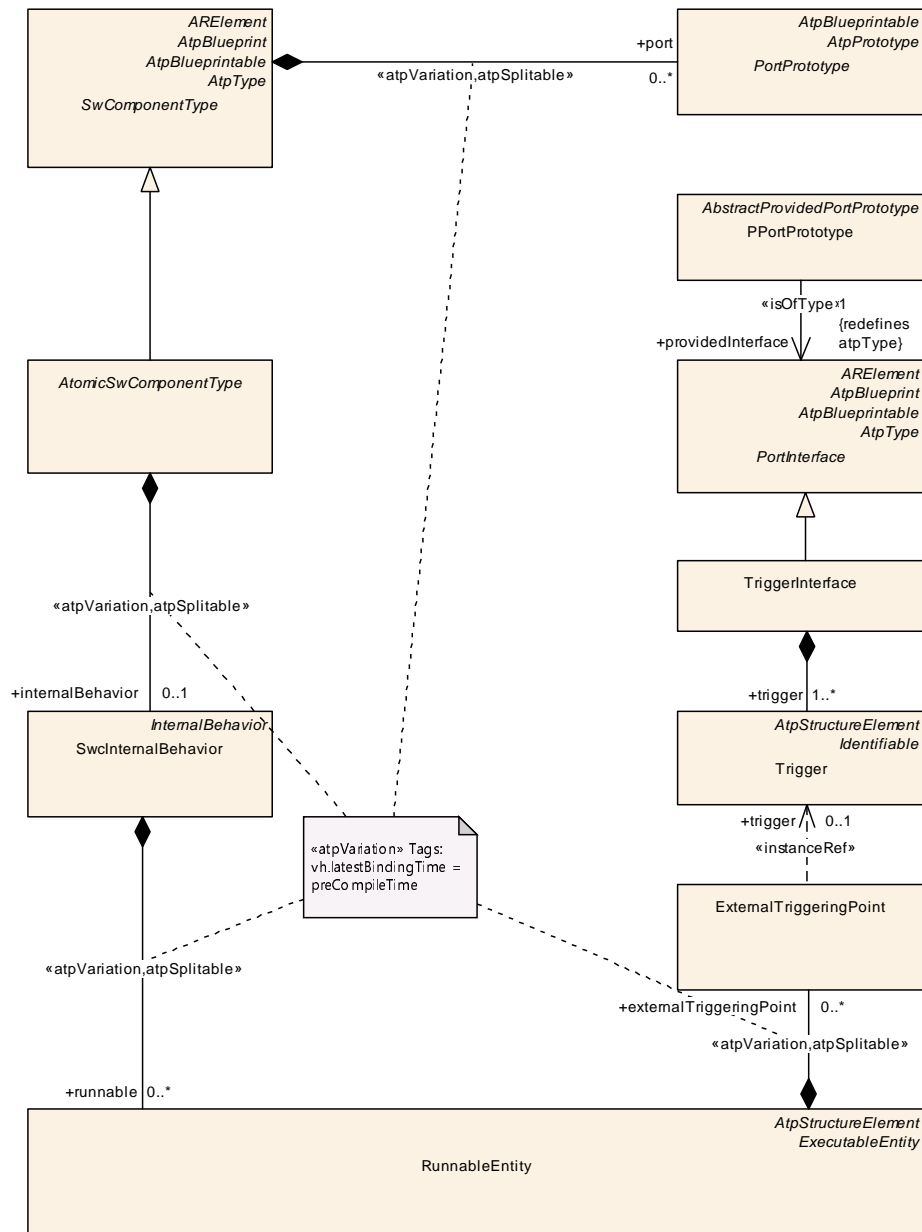 ARElement
AtpBlueprint
AtpBlueprintable
AtpType
SwComponentType
+port
«atpVariation,atpSplitable»
0..*
AtpBlueprintable
AtpPrototype
PortPrototype
AbstractProvidedPortPrototype
PPortPrototype
«isOfType» 1
{redefines
atpType}
+providedInterface
AtomicSwComponentType
ARElement
AtpBlueprint
AtpBlueprintable
AtpType
PortInterface
TriggerInterface
«atpVariation,atpSplitable»
+internalBehavior 0..1
+trigger 1..*
InternalBehavior
SwcInternalBehavior
AtpStructureElement
Identifiable
Trigger
+trigger 0..1
«instanceRef»
«atpVariation» Tags:
vh.latestBindingTime =
preCompileTime
ExternalTriggeringPoint
«atpVariation,atpSplitable»
+externalTriggeringPoint 0..*
«atpVariation,atpSplitable»
+runnable 0..*
AtpStructureElement
ExecutableEntity
RunnableEntity